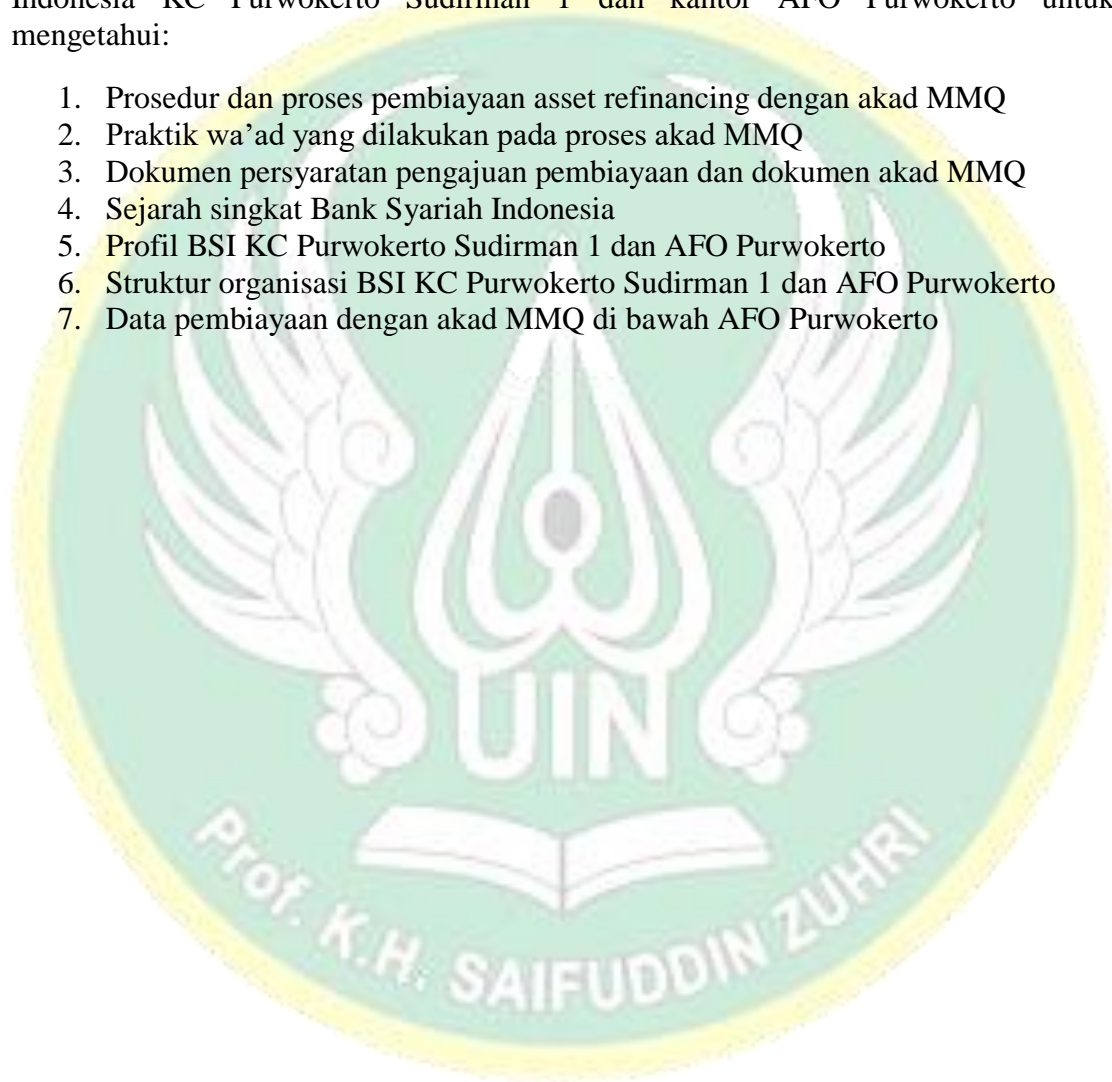 Indonesia KC Purwokerto Sudirman 1 dan kantor AFO Purwokerto untuk
mengetahui:
1. Prosedur dan proses pembiayaan asset refinancing dengan akad MMQ
2. Praktik wa’ad yang dilakukan pada proses akad MMQ
3. Dokumen persyaratan pengajuan pembiayaan dan dokumen akad MMQ
4. Sejarah singkat Bank Syariah Indonesia
5. Profil BSI KC Purwokerto Sudirman 1 dan AFO Purwokerto
6. Struktur organisasi BSI KC Purwokerto Sudirman 1 dan AFO Purwokerto
7. Data pembiayaan dengan akad MMQ di bawah AFO Purwokerto
UIN
Prof. K.H. SAIFUDDIN ZUHRI